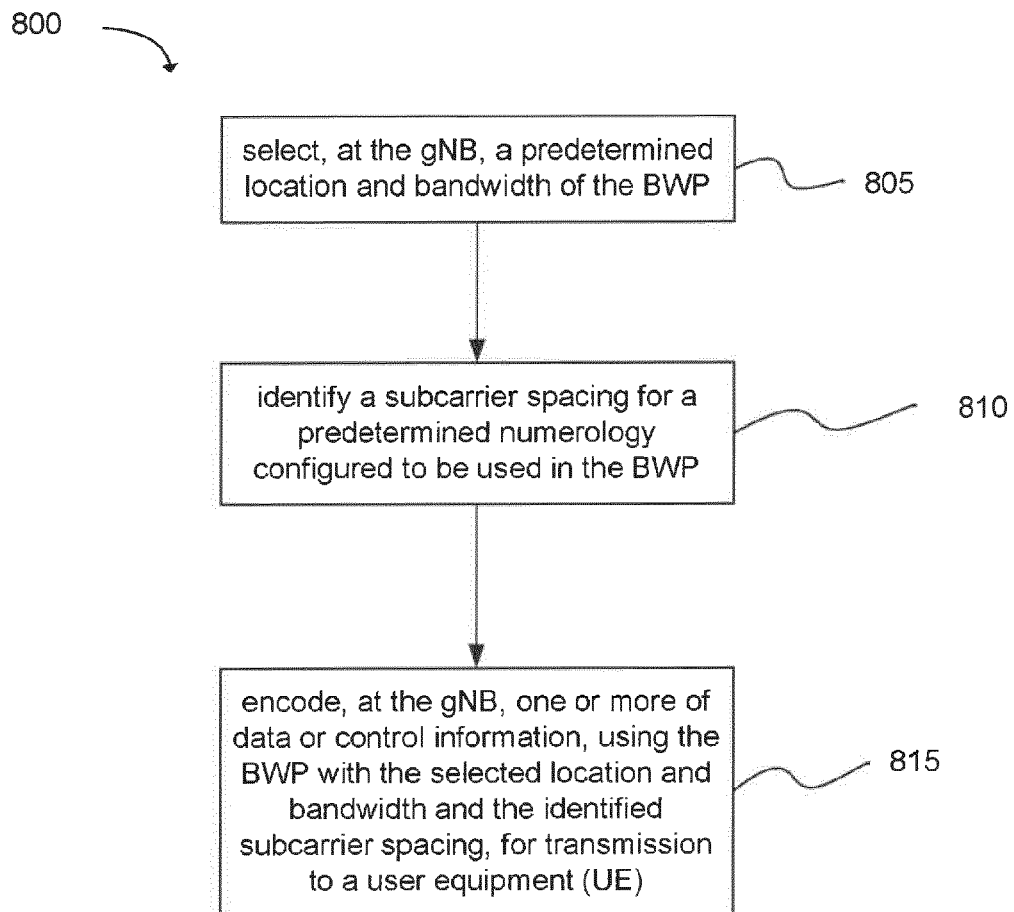 800
select, at the gNB, a predetermined
location and bandwidth of the BWP
805
identify a subcarrier spacing for a
predetermined numerology
configured to be used in the BWP
810
encode, at the gNB, one or more of
data or control information, using the
BWP with the selected location and
bandwidth and the identified
subcarrier spacing, for transmission
to a user equipment (UE)
815